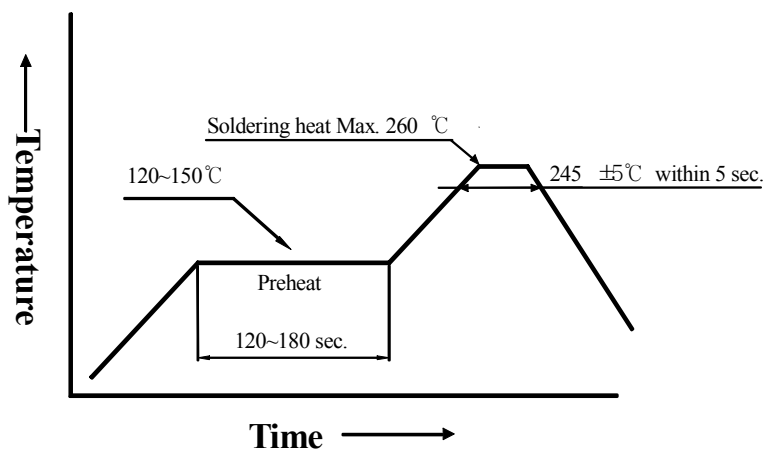 Temperature
Soldering heat Max. 260 ℃
120~150℃
245 ±5℃ within 5 sec.
Preheat
120~180 sec.
Time